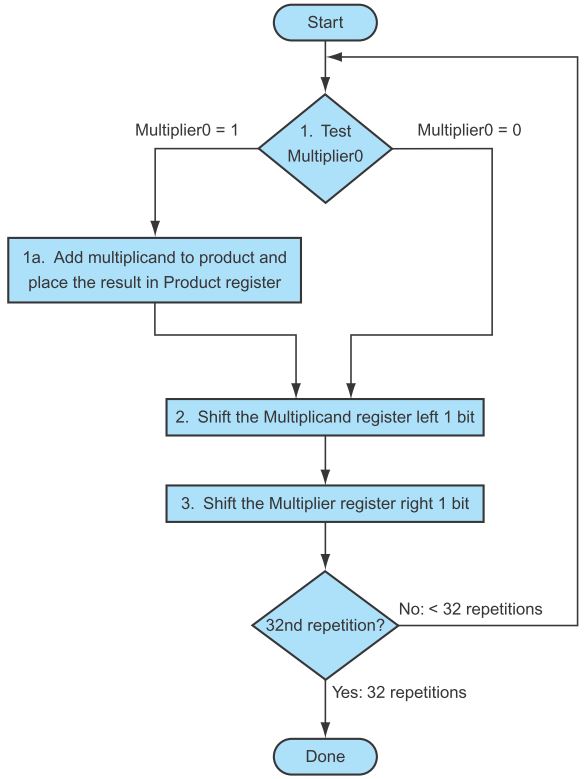 Start
Multiplier0 = 1
1. Test
Multiplier0
Multiplier0 = 0
1a. Add multiplicand to product and
place the result in Product register
2. Shift the Multiplicand register left 1 bit
3. Shift the Multiplier register right 1 bit
32nd repetition?
No: < 32 repetitions
Yes: 32 repetitions
Done